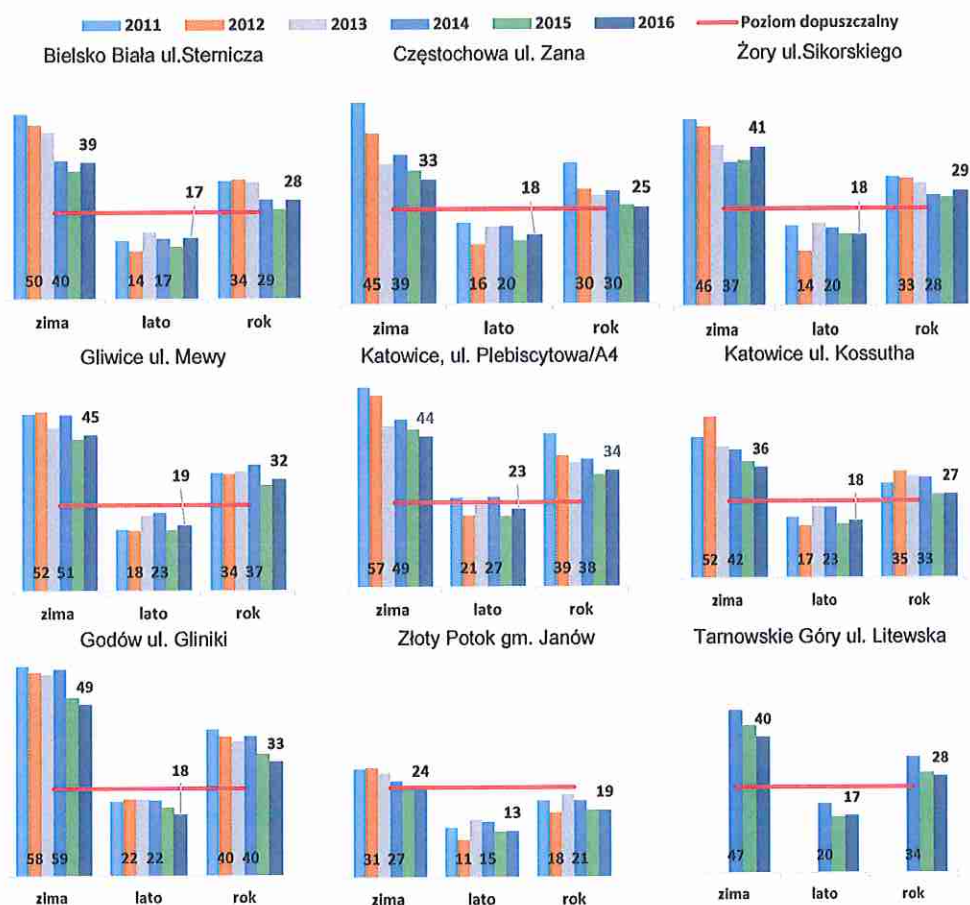 2011 2012 2013 2014 2015 2016 Poziom dopuszczalny
Bielsko Biała ul.Sternicza Częstochowa ul. Zana Żory ul.Sikorskiego
39 17 28
50 40 14 17 34 29
zima lato rok
33 18 25
45 39 16 20 30 30
zima lato rok
41 18 29
46 37 14 20 33 28
zima lato rok
Gliwice ul. Mewy Katowice, ul. Plebiscytowa/A4 Katowice ul. Kossutha
45 19 32
52 51 18 23 34 37
zima lato rok
44 23 34
57 49 21 27 39 38
zima lato rok
36 18 27
52 42 17 23 35 33
zima lato rok
Godów ul. Gliniki Złoty Potok gm. Janów Tarnowskie Góry ul. Litewska
49 18 33
58 59 22 22 40 40
zima lato rok
24 13 19
31 27 11 15 18 21
zima lato rok
40 17 28
47 20 34
zima lato rok